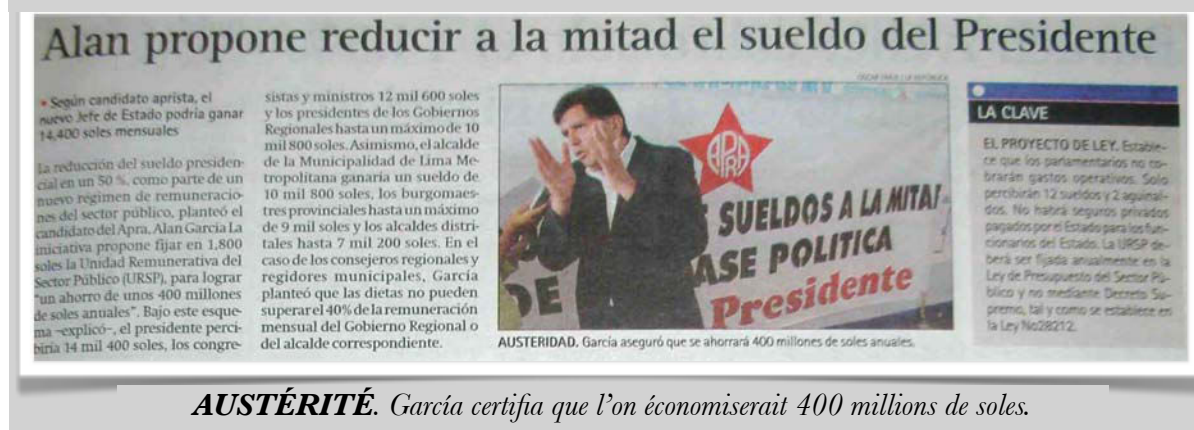 Alan propone reducir a la mitad el sueldo del Presidente
• Según candidato aprista, el
nuevo Jefe de Estado podría ganar
14,400 soles mensuales
La reducción del sueldo presiden-
cial en un 50 %, como parte de un
nuevo régimen de remuneracio-
nes del sector público, planteó el
candidato del Apra, Alan García La
iniciativa propone fijar en 1,800
soles la Unidad Remunerativa del
Sector Público (URSP), para lograr
"un ahorro de unos 400 millones
de soles anuales". Bajo este esque-
ma –explicó–, el presidente perci-
biría 14 mil 400 soles, los congre-
sistas y ministros 12 mil 600 soles
y los presidentes de los Gobiernos
Regionales hasta un máximo de 10
mil 800 soles. Asimismo, el alcalde
de la Municipalidad de Lima Me-
tropolitana ganaría un sueldo de
10 mil 800 soles, los burgomaes-
tres provinciales hasta un máximo
de 9 mil soles y los alcaldes distri-
tales hasta 7 mil 200 soles. En el
caso de los consejeros regionales y
regidores municipales, García
planteó que las dietas no pueden
superar el 40% de la remuneración
mensual del Gobierno Regional o
del alcalde correspondiente.
APRA
SUELDOS A LA MITA
ASE POLITICA
DE
Presidente
AUSTERIDAD. García aseguró que se ahorrará 400 millones de soles anuales.
LA CLAVE
EL PROYECTO DE LEY. Estable-
ce que los parlamentarios no co-
brarán gastos operativos. Solo
percibirán 12 sueldos y 2 aguinal-
dos. No habrá seguros privados
pagados por el Estado para los fun-
cionarios del Estado. La URSP de-
berá ser fijada anualmente en la
Ley de Presupuesto del Sector Pú-
blico y no mediante Decreto Su-
premo, tal y como se establece en
la Ley No28212.
AUSTÉRITÉ. García certifia que l'on économiserait 400 millions de soles.